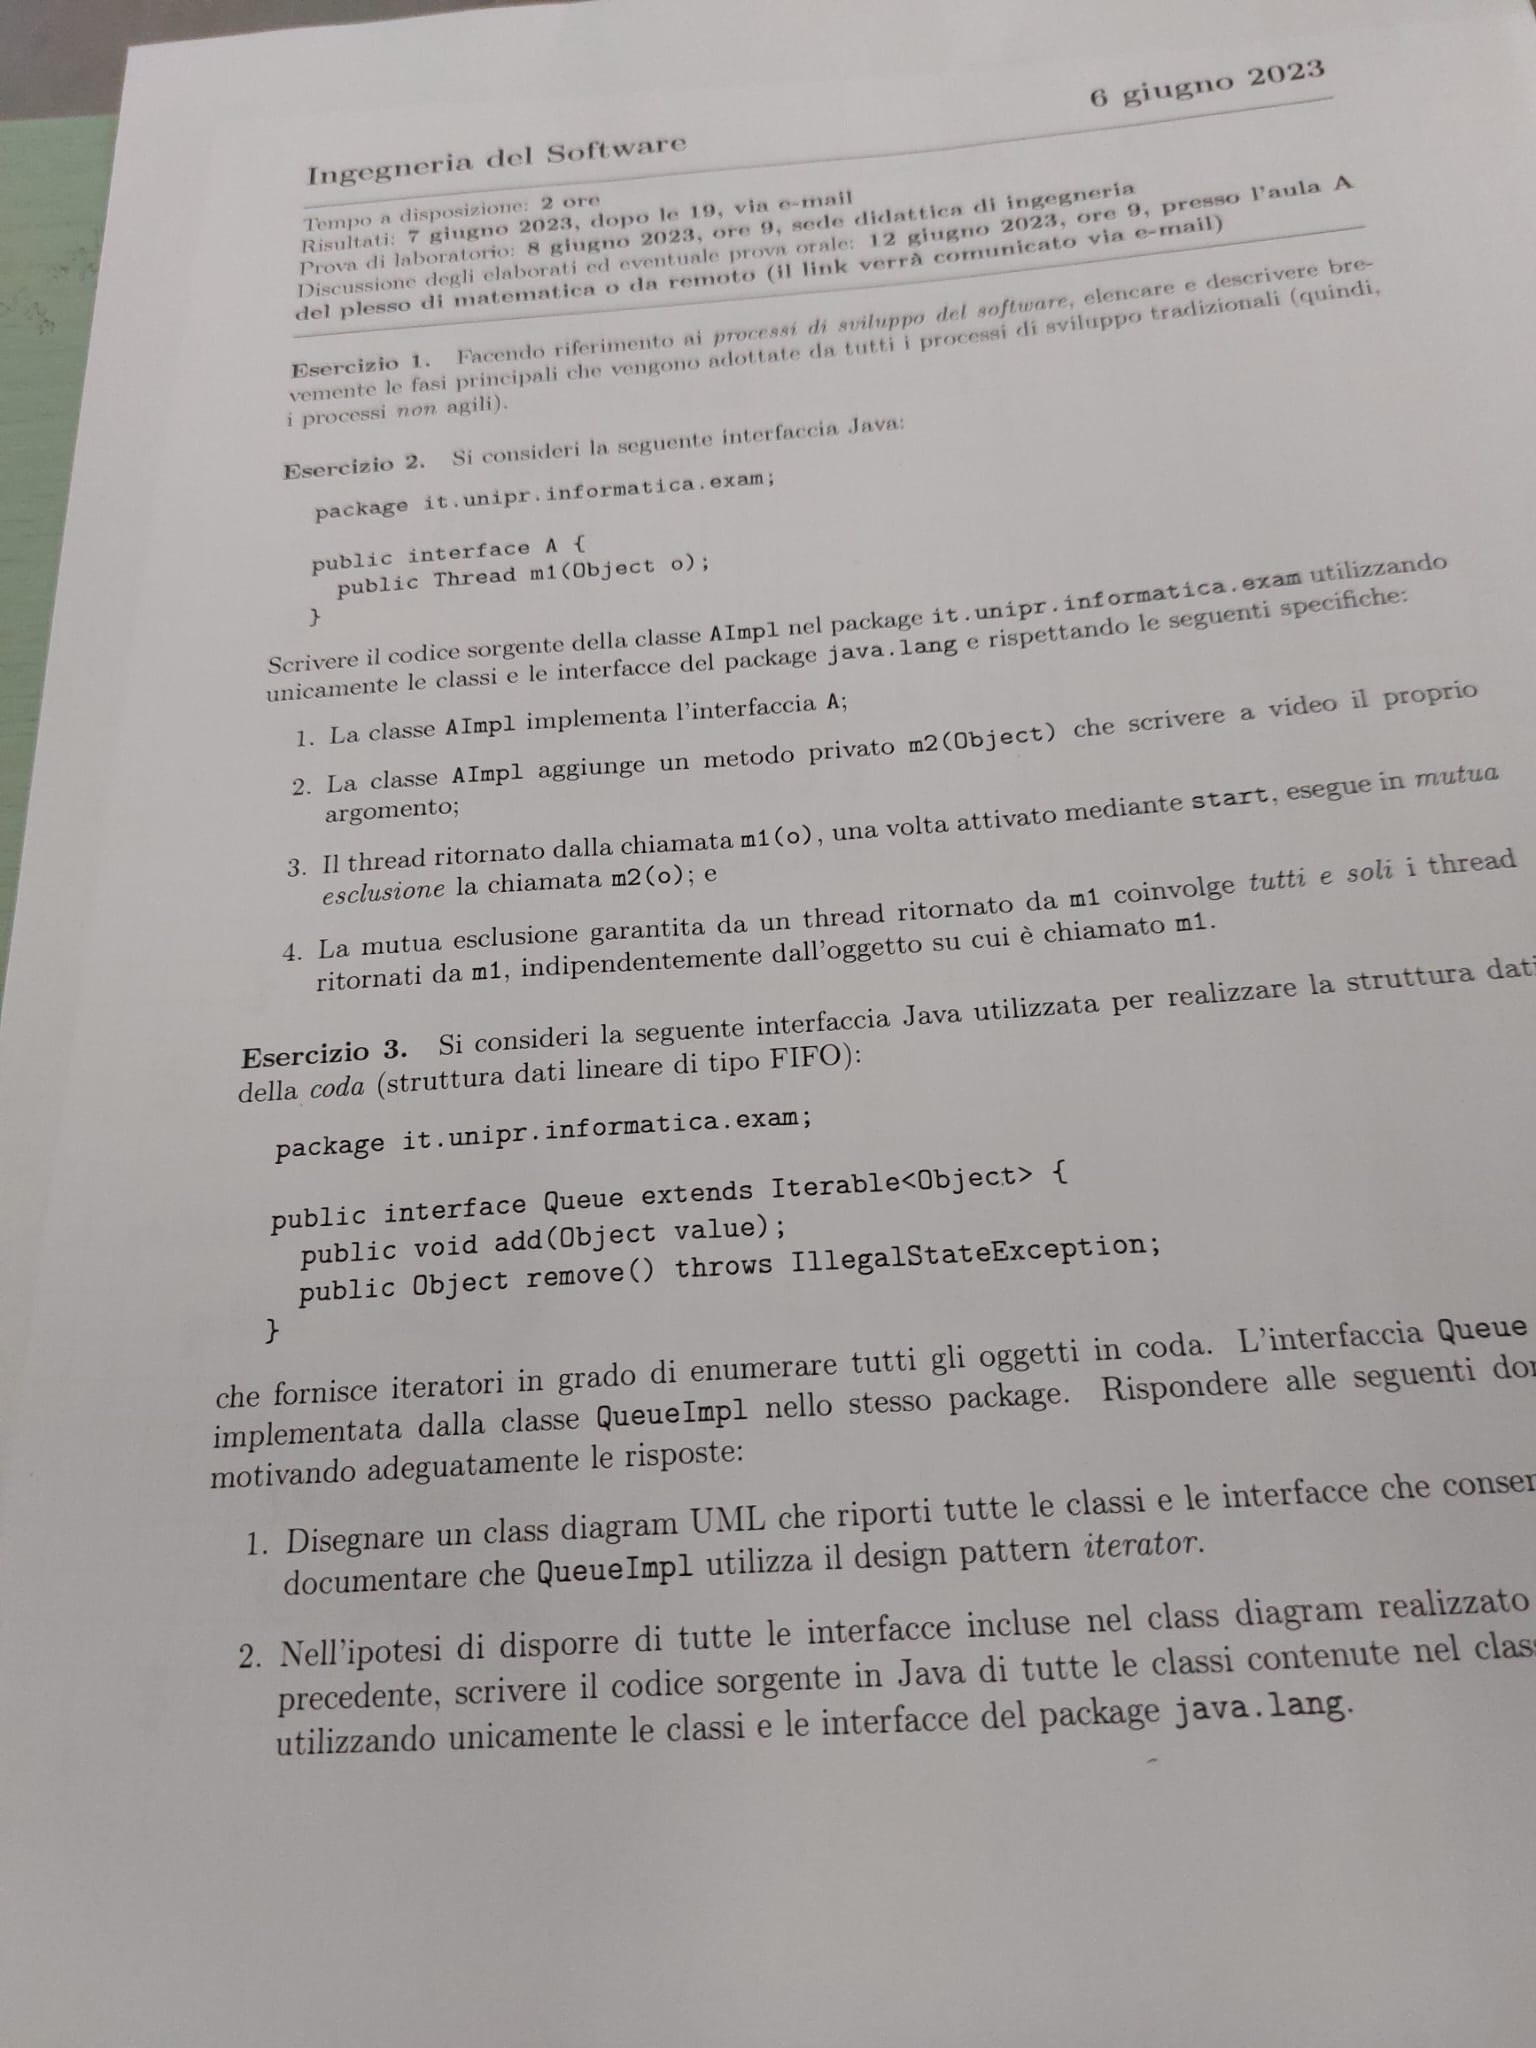 6 giugno 2023
Ingegneria del Software
Tempo a disposizione: 2 ore
Risultati: 7 giugno 2023, dopo le 19, via e-mail
Prova di laboratorio: 8 giugno 2023, ore 9, sede didattica di ingegneria
Discussione degli elaborati ed eventuale prova orale: 12 giugno 2023, ore 9, presso l'aula A
del plesso di matematica o da remoto (il link verrà comunicato via e-mail)
Esercizio 1. Facendo riferimento ai processi di sviluppo del software, elencare e descrivere bre-
vemente le fasi principali che vengono adottate da tutti i processi di sviluppo tradizionali (quindi,
i processi non agili).
Esercizio 2. Si consideri la seguente interfaccia Java:
package it.unipr.informatica.exam;
public interface A {
public Thread m1(Object o);
}
Scrivere il codice sorgente della classe AImpl nel package it.unipr.informatica.exam utilizzando
unicamente le classi e le interfacce del package java.lang e rispettando le seguenti specifiche:
1. La classe AImpl implementa l'interfaccia A;
2. La classe AImpl aggiunge un metodo privato m2(Object) che scrivere a video il proprio
argomento;
3. Il thread ritornato dalla chiamata m1(o), una volta attivato mediante start, esegue in mutua
esclusione la chiamata m2(o); e
4. La mutua esclusione garantita da un thread ritornato da m1 coinvolge tutti e soli i thread
ritornati da m1, indipendentemente dall'oggetto su cui è chiamato m1.
Esercizio 3. Si consideri la seguente interfaccia Java utilizzata per realizzare la struttura dati
della coda (struttura dati lineare di tipo FIFO):
package it.unipr.informatica.exam;
public interface Queue extends Iterable<Object> {
public void add(Object value);
public Object remove() throws IllegalStateException;
}
che fornisce iteratori in grado di enumerare tutti gli oggetti in coda. L'interfaccia Queue
implementata dalla classe QueueImpl nello stesso package. Rispondere alle seguenti
motivando adeguatamente le risposte:
1. Disegnare un class diagram UML che riporti tutte le classi e le interfacce che
documentare che QueueImpl utilizza il design pattern iterator.
2. Nell'ipotesi di disporre di tutte le interfacce incluse nel class diagram realizzato
precedente, scrivere il codice sorgente in Java di tutte le classi contenute nel
utilizzando unicamente le classi e le interfacce del package java.lang.